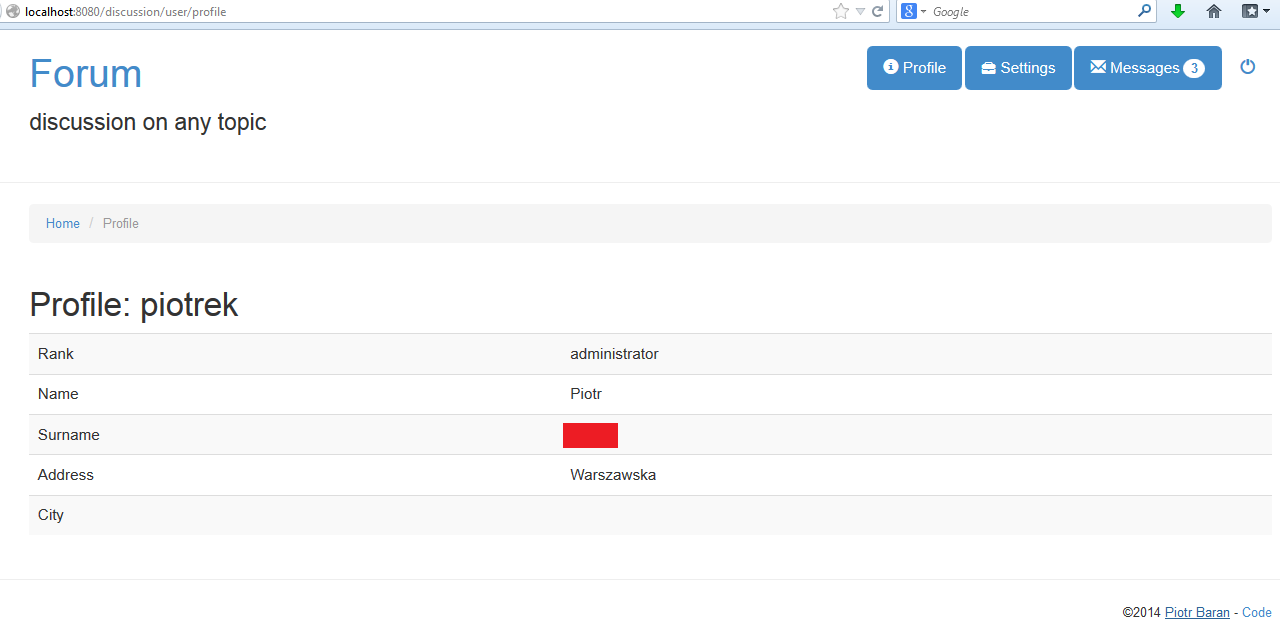 localhost:8080/discussion/user/profile
Google
Forum
Profile
Settings
Messages 3
discussion on any topic
Home / Profile
Profile: piotrek
Rank administrator
Name Piotr
Surname
Address Warszawska
City
©2014 Piotr Baran - Code